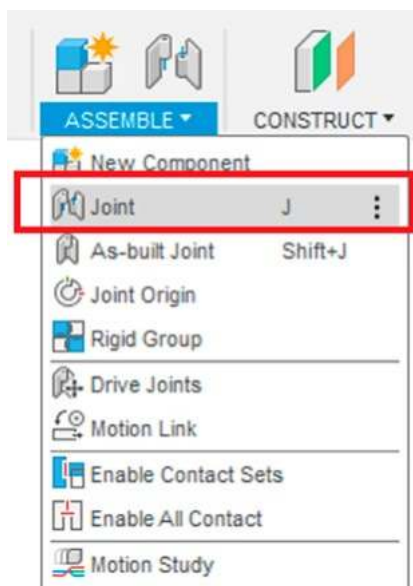 ASSEMBLE CONSTRUCT
New Component
Joint J
As-built Joint Shift+J
Joint Origin
Rigid Group
Drive Joints
Motion Link
Enable Contact Sets
Enable All Contact
Motion Study